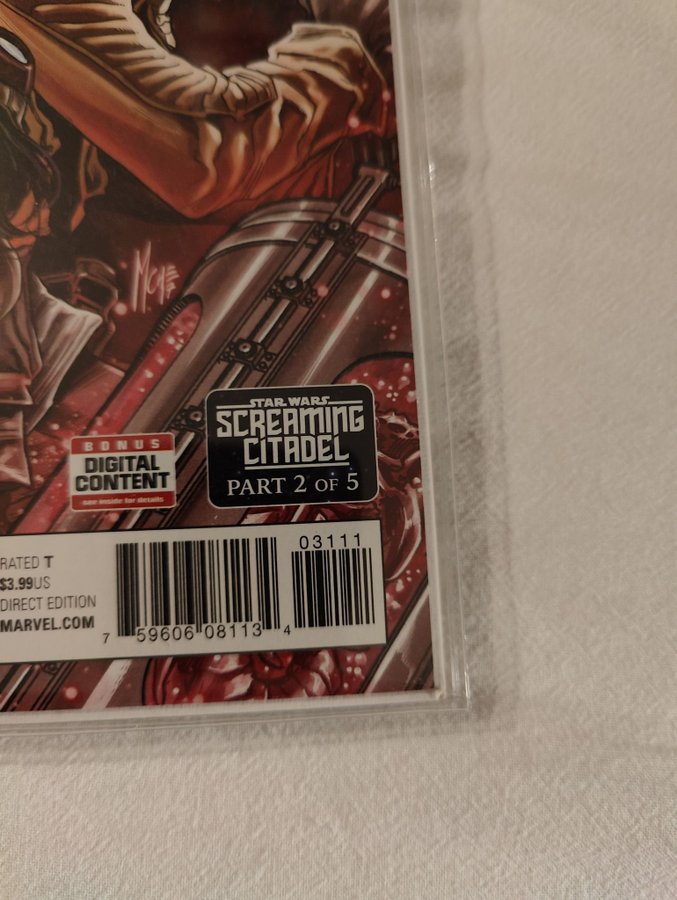 McKE
STAR WARS
SCREAMING
CITADEL
PART 2 OF 5
BONUS
DIGITAL
CONTENT
see inside for details
RATED T
$3.99US
DIRECT EDITION
MARVEL.COM
03111
7 59606 08113 4